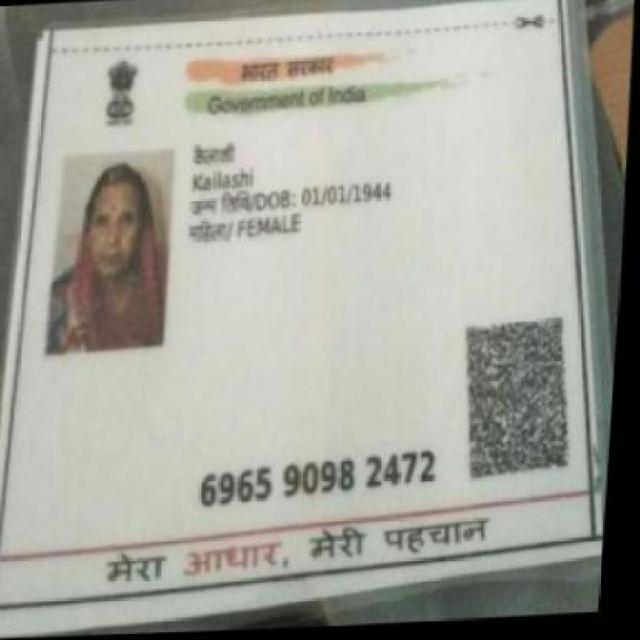 भारत सरकार
Government of India
कैलाशी
Kailashi
जन्म तिथि/DOB: 01/01/1944
महिला/ FEMALE
6965 9098 2472
मेरा आधार, मेरी पहचान